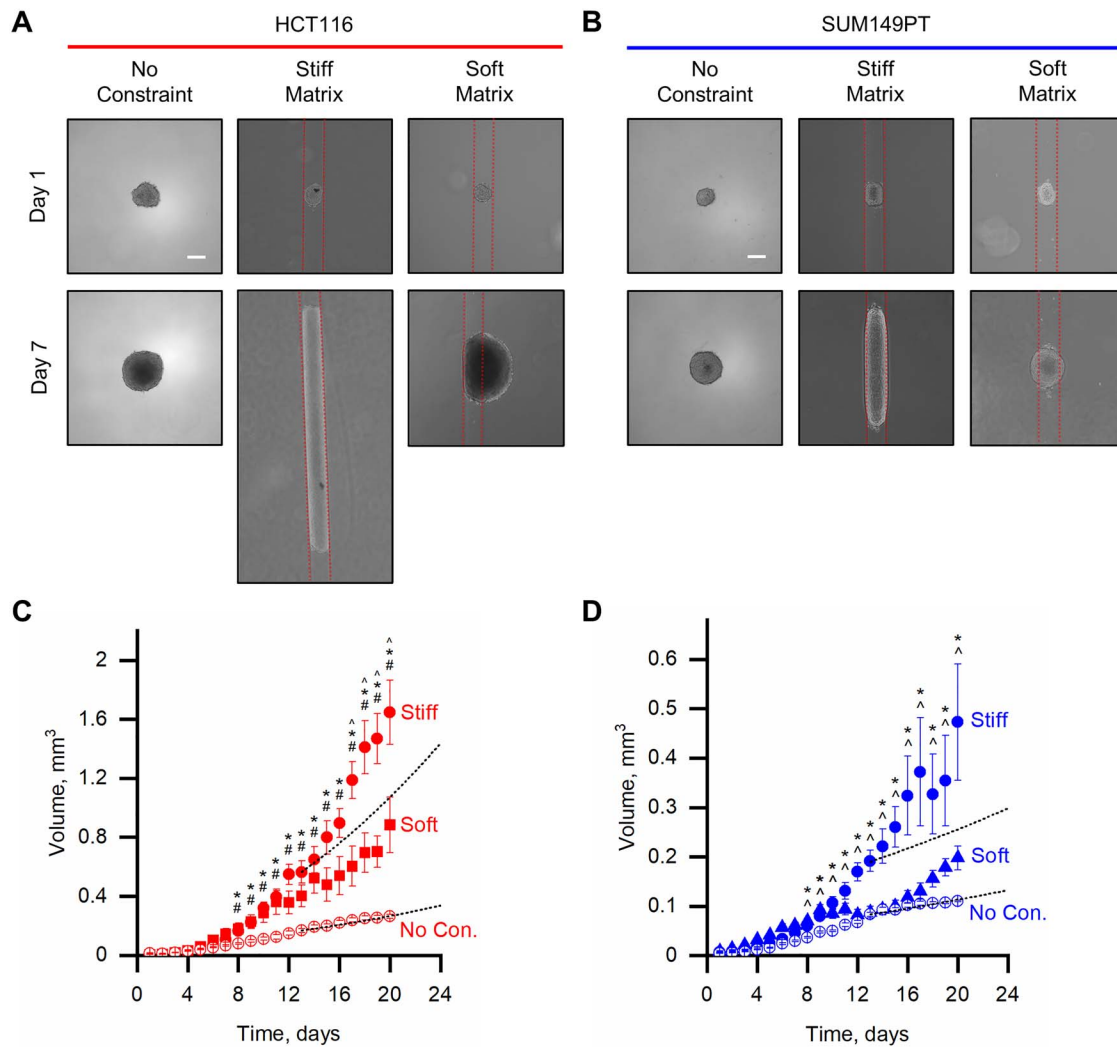 A
HCT116
No
Constraint
Stiff
Matrix
Soft
Matrix
Day 1
Day 7
B
SUM149PT
No
Constraint
Stiff
Matrix
Soft
Matrix
C
Volume, mm³
2
1.6
1.2
0.8
0.4
0
0
4
8
12
16
20
24
Time, days
Stiff
Soft
No Con.
# *
# *
# *
# *
# *
# *
# *
# *
# *
# * ^
# * ^
# * ^
# * ^
D
Volume, mm³
0.6
0.5
0.4
0.3
0.2
0.1
0
0
4
8
12
16
20
24
Time, days
Stiff
Soft
No Con.
^ *
^ *
^ *
^ *
^ *
^ *
^ *
^ *
^ *
^ *
^ *
^ *
^ *